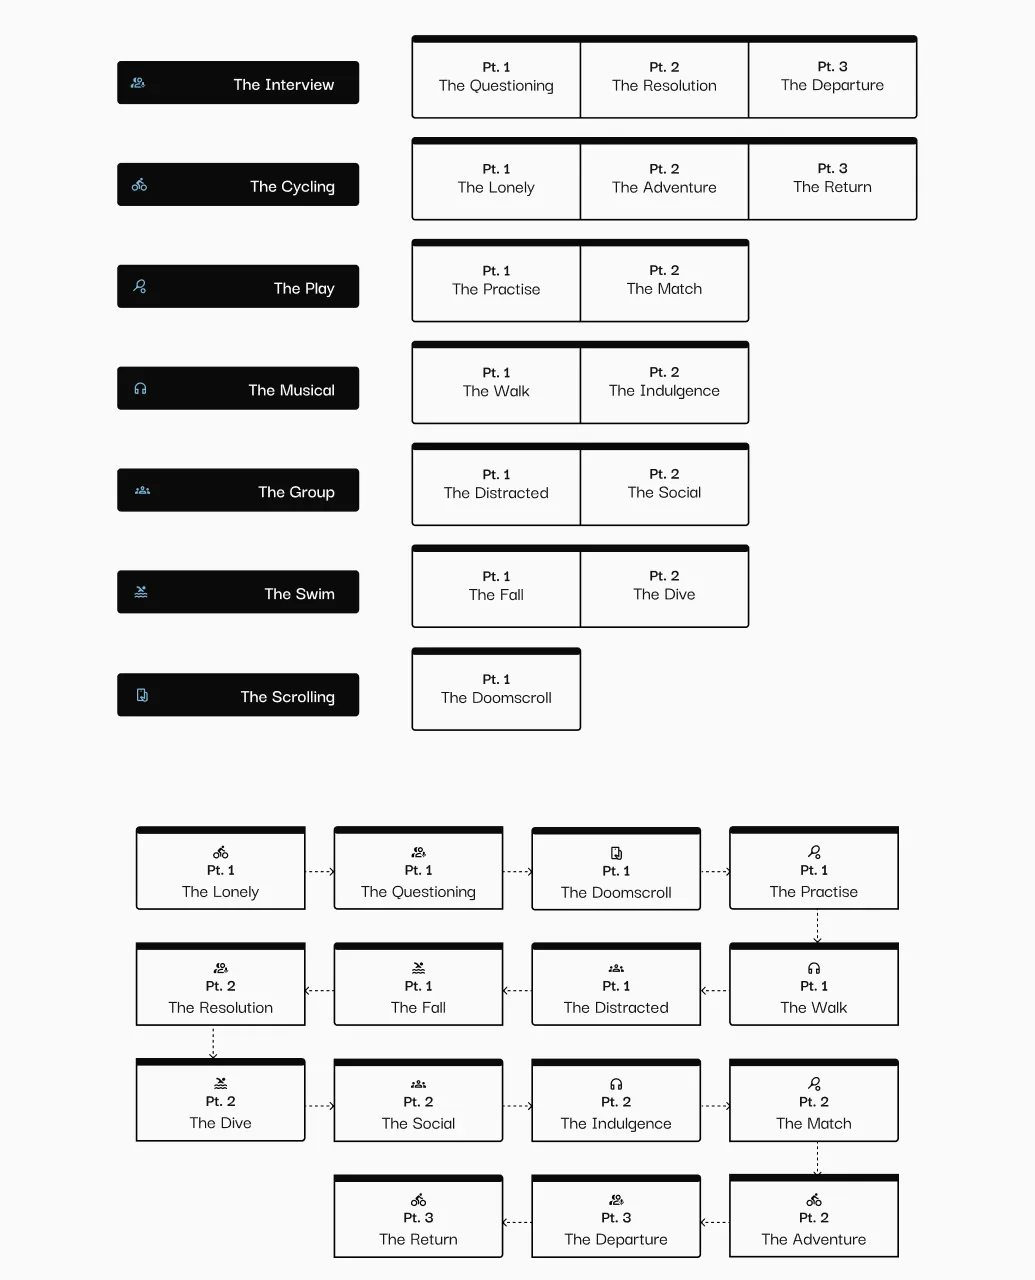 The Interview
Pt. 1
The Questioning
Pt. 2
The Resolution
Pt. 3
The Departure
The Cycling
Pt. 1
The Lonely
Pt. 2
The Adventure
Pt. 3
The Return
The Play
Pt. 1
The Practise
Pt. 2
The Match
The Musical
Pt. 1
The Walk
Pt. 2
The Indulgence
The Group
Pt. 1
The Distracted
Pt. 2
The Social
The Swim
Pt. 1
The Fall
Pt. 2
The Dive
The Scrolling
Pt. 1
The Doomscroll
Pt. 1
The Lonely
Pt. 1
The Questioning
Pt. 1
The Doomscroll
Pt. 1
The Practise
Pt. 2
The Resolution
Pt. 1
The Fall
Pt. 1
The Distracted
Pt. 1
The Walk
Pt. 2
The Dive
Pt. 2
The Social
Pt. 2
The Indulgence
Pt. 2
The Match
Pt. 3
The Return
Pt. 3
The Departure
Pt. 2
The Adventure